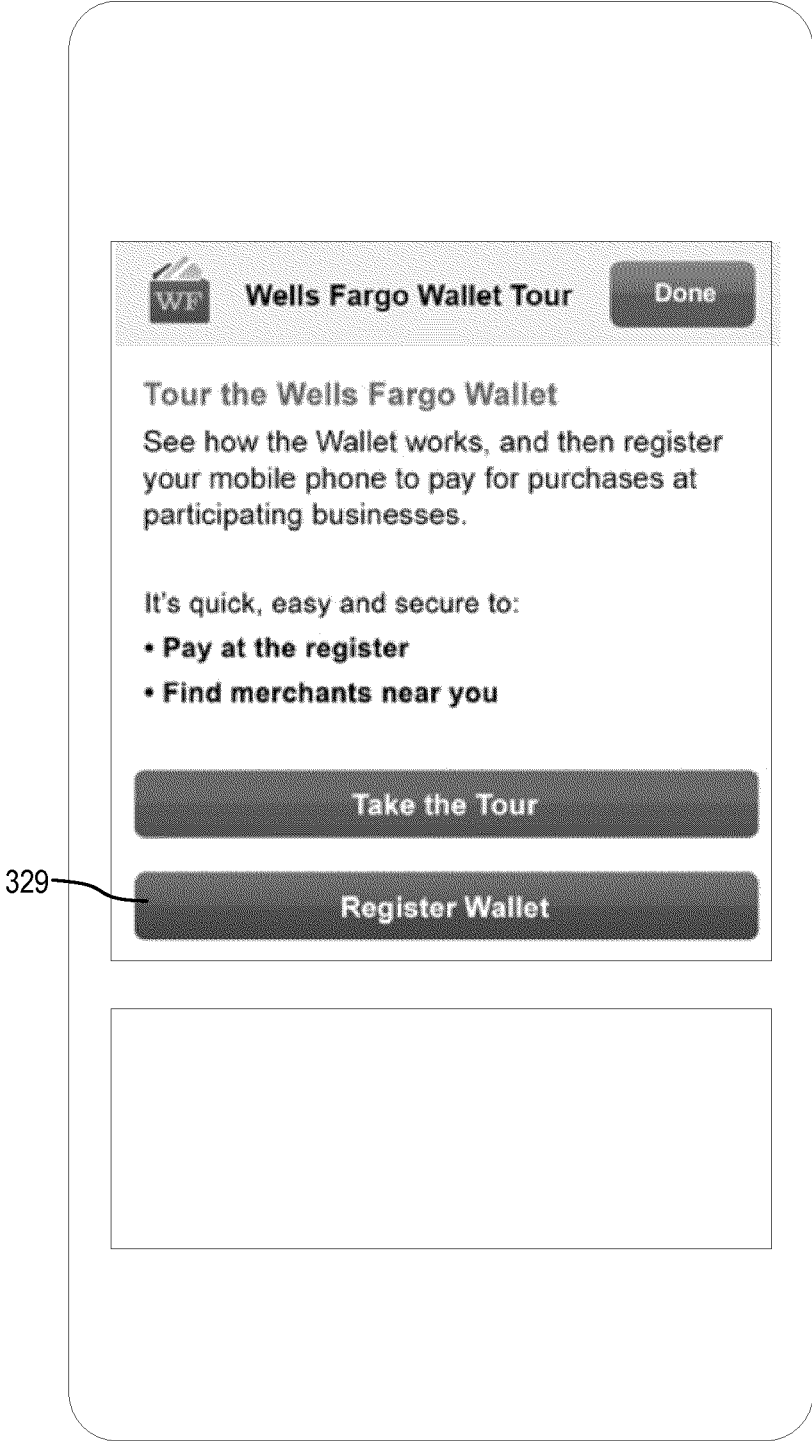 WF
Wells Fargo Wallet Tour
Done
Tour the Wells Fargo Wallet
See how the Wallet works, and then register
your mobile phone to pay for purchases at
participating businesses.
It's quick, easy and secure to:
• Pay at the register
• Find merchants near you
Take the Tour
329
Register Wallet